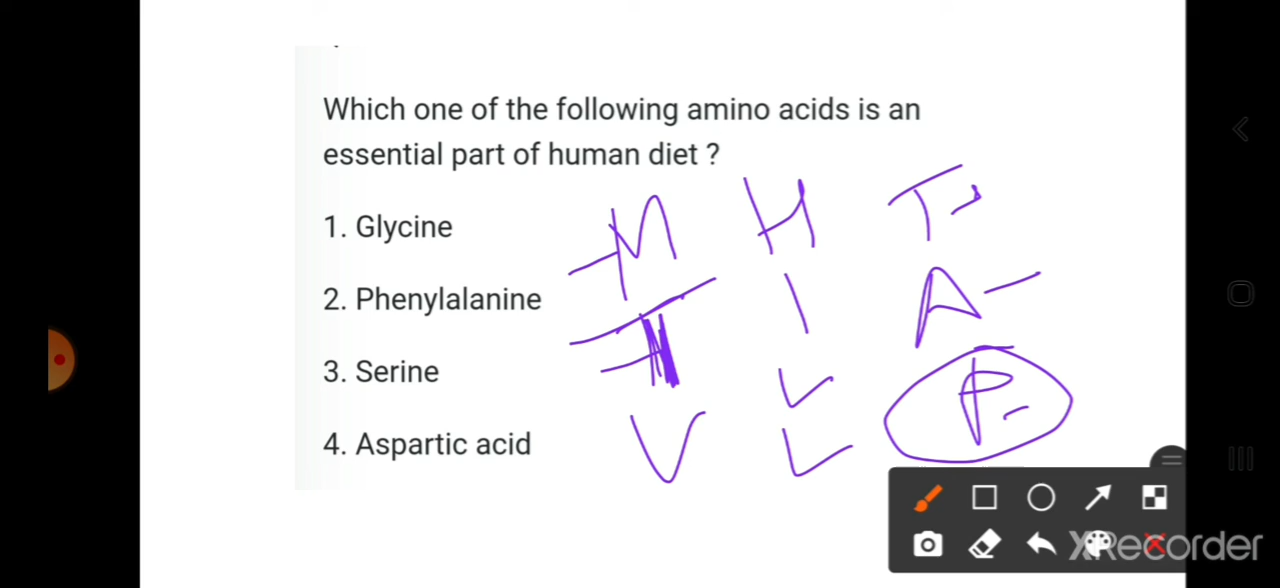 Which one of the following amino acids is an
essential part of human diet ?
1. Glycine
2. Phenylalanine
3. Serine
4. Aspartic acid
M H T
I A
V L P
L
XRecorder